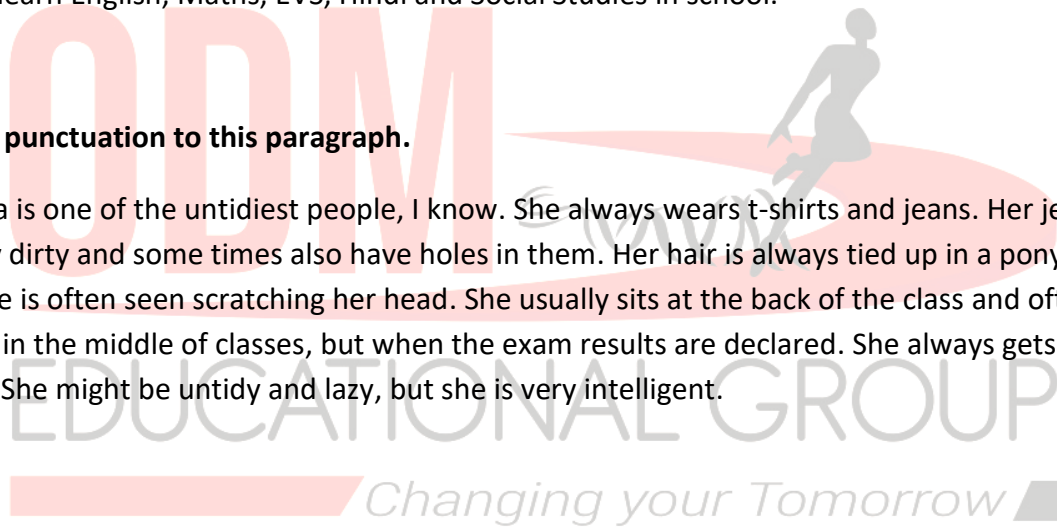 learn English, Maths, EVS, Hindi and Social Studies in school.
punctuation to this paragraph.
a is one of the untidiest people, I know. She always wears t-shirts and jeans. Her je
dirty and some times also have holes in them. Her hair is always tied up in a pony
e is often seen scratching her head. She usually sits at the back of the class and of
in the middle of classes, but when the exam results are declared. She always gets
She might be untidy and lazy, but she is very intelligent.
ODM
EDUCATIONAL GROUP
Changing your Tomorrow